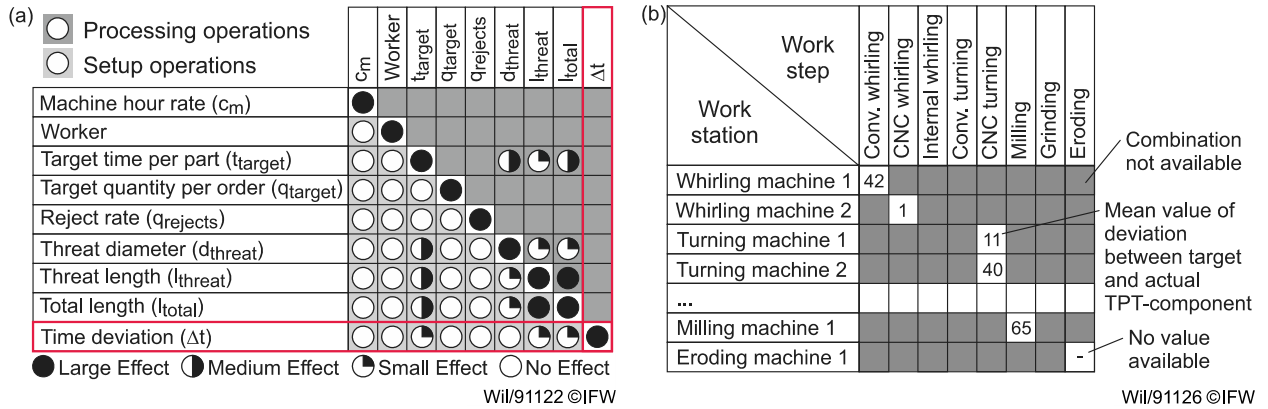 (a)
Processing operations
Setup operations
cm
Worker
ttarget
qtarget
qrejects
dthreat
lthreat
ltotal
Δt
Machine hour rate (cm)
Worker
Target time per part (ttarget)
Target quantity per order (qtarget)
Reject rate (qrejects)
Threat diameter (dthreat)
Threat length (lthreat)
Total length (ltotal)
Time deviation (Δt)
Large Effect Medium Effect Small Effect No Effect
Wil/91122 ©IFW
(b)
Work
step
Work
station
Conv. whirling
CNC whirling
Internal whirling
Conv. turning
CNC turning
Milling
Grinding
Eroding
Whirling machine 1 42
Whirling machine 2 1
Turning machine 1 11
Turning machine 2 40
...
Milling machine 1 65
Eroding machine 1 -
Combination
not available
Mean value of
deviation
between target
and actual
TPT-component
No value
available
Wil/91126 ©IFW